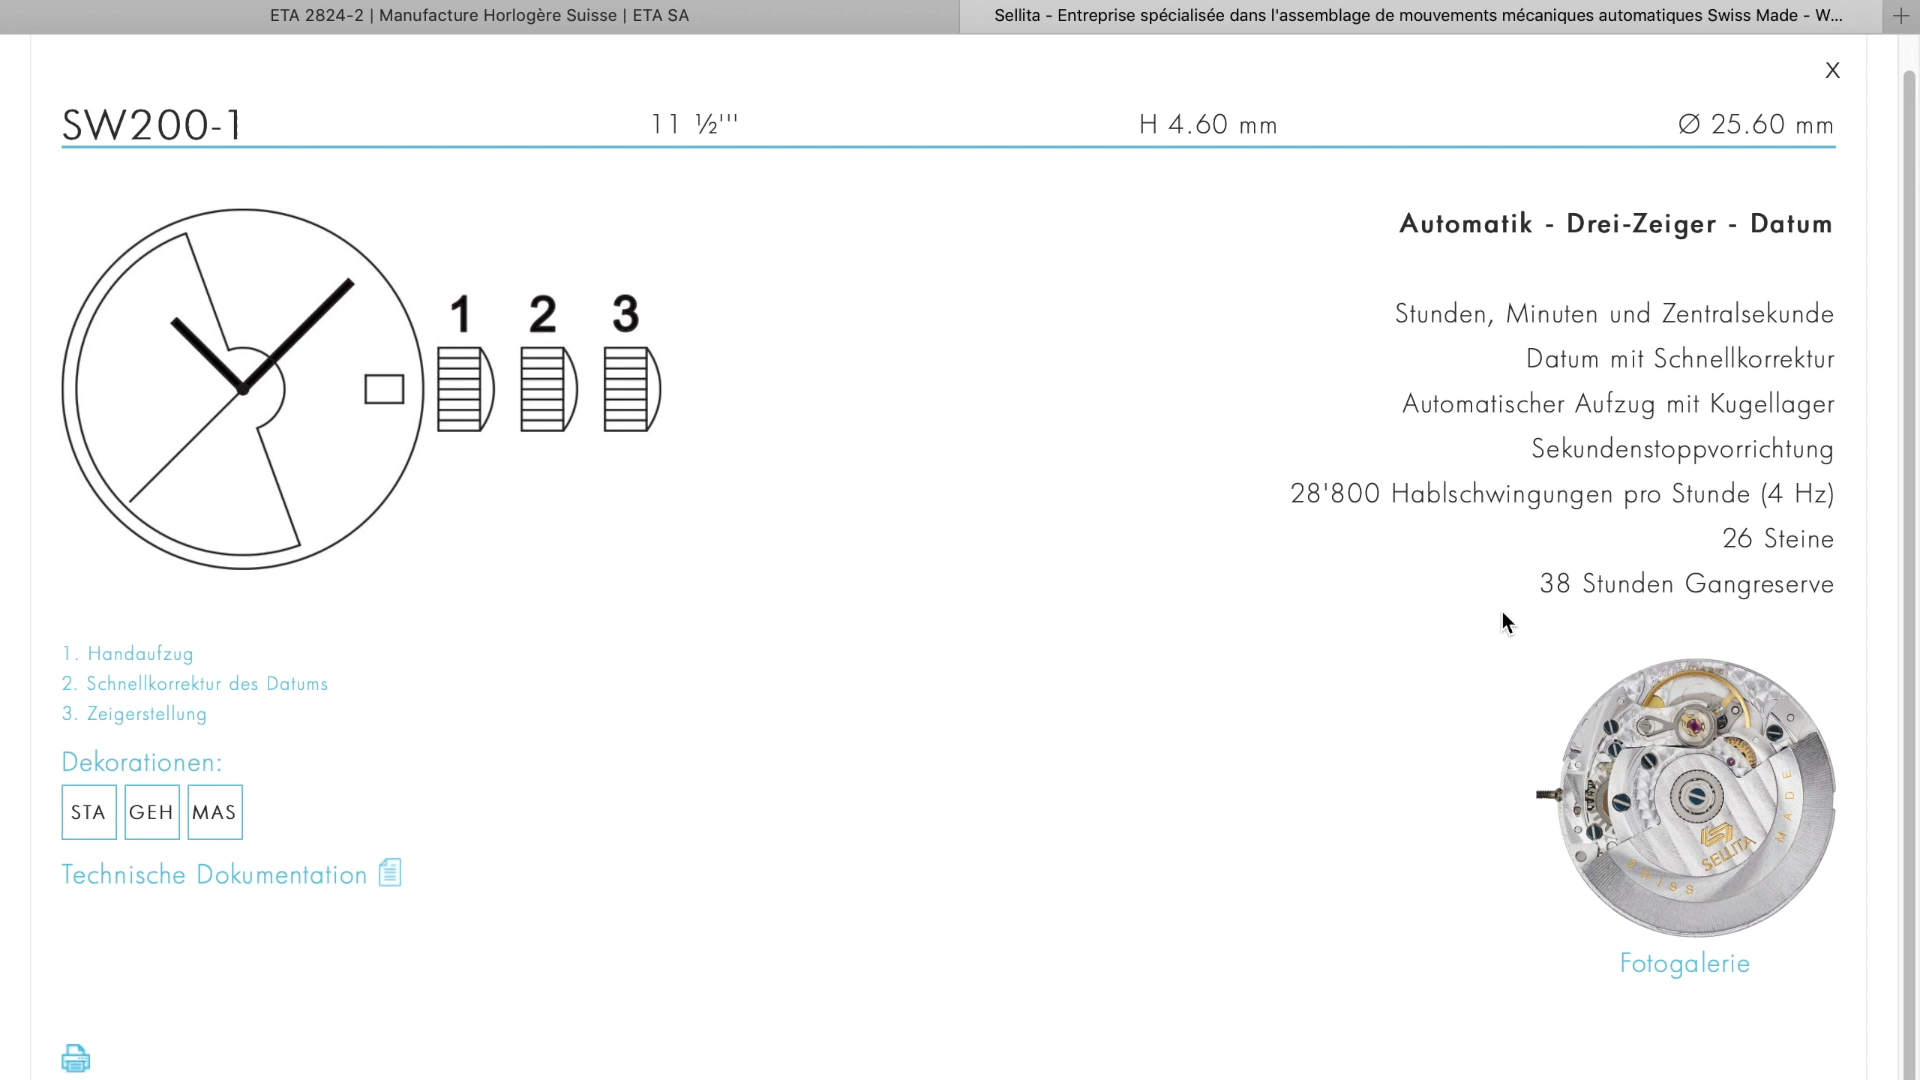 ETA 2824-2 | Manufacture Horlogère Suisse | ETA SA
Sellita - Entreprise spécialisée dans l'assemblage de mouvements mécaniques automatiques Swiss Made - W...
X
SW200-1
11 ½'''
H 4.60 mm
Ø 25.60 mm
1 2 3
Automatik - Drei-Zeiger - Datum
Stunden, Minuten und Zentralsekunde
Datum mit Schnellkorrektur
Automatischer Aufzug mit Kugellager
Sekundenstoppvorrichtung
28'800 Hablschwingungen pro Stunde (4 Hz)
26 Steine
38 Stunden Gangreserve
1. Handaufzug
2. Schnellkorrektur des Datums
3. Zeigerstellung
Dekorationen:
STA GEH MAS
Technische Dokumentation
SELLITA
SWISS MADE
Fotogalerie